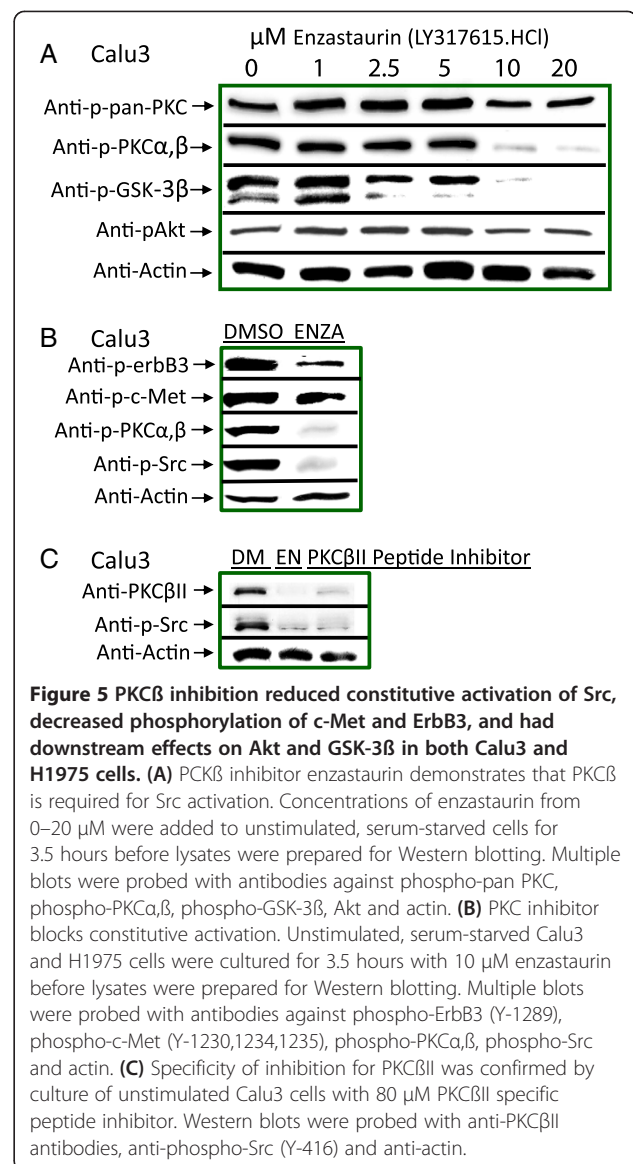 A Calu3
μM Enzastaurin (LY317615.HCl)
0 1 2.5 5 10 20
Anti-p-pan-PKC
Anti-p-PKCα,β
Anti-p-GSK-3β
Anti-pAkt
Anti-Actin
B Calu3 DMSO ENZA
Anti-p-erbB3
Anti-p-c-Met
Anti-p-PKCα,β
Anti-p-Src
Anti-Actin
C Calu3 DM EN PKCβII Peptide Inhibitor
Anti-PKCβII
Anti-p-Src
Anti-Actin
Figure 5 PKCß inhibition reduced constitutive activation of Src,
decreased phosphorylation of c-Met and ErbB3, and had
downstream effects on Akt and GSK-3ß in both Calu3 and
H1975 cells. (A) PCKß inhibitor enzastaurin demonstrates that PKCß
is required for Src activation. Concentrations of enzastaurin from
0–20 μM were added to unstimulated, serum-starved cells for
3.5 hours before lysates were prepared for Western blotting. Multiple
blots were probed with antibodies against phospho-pan PKC,
phospho-PKCα,ß, phospho-GSK-3ß, Akt and actin. (B) PKC inhibitor
blocks constitutive activation. Unstimulated, serum-starved Calu3
and H1975 cells were cultured for 3.5 hours with 10 μM enzastaurin
before lysates were prepared for Western blotting. Multiple blots
were probed with antibodies against phospho-ErbB3 (Y-1289),
phospho-c-Met (Y-1230,1234,1235), phospho-PKCα,ß, phospho-Src
and actin. (C) Specificity of inhibition for PKCßII was confirmed by
culture of unstimulated Calu3 cells with 80 μM PKCßII specific
peptide inhibitor. Western blots were probed with anti-PKCβII
antibodies, anti-phospho-Src (Y-416) and anti-actin.